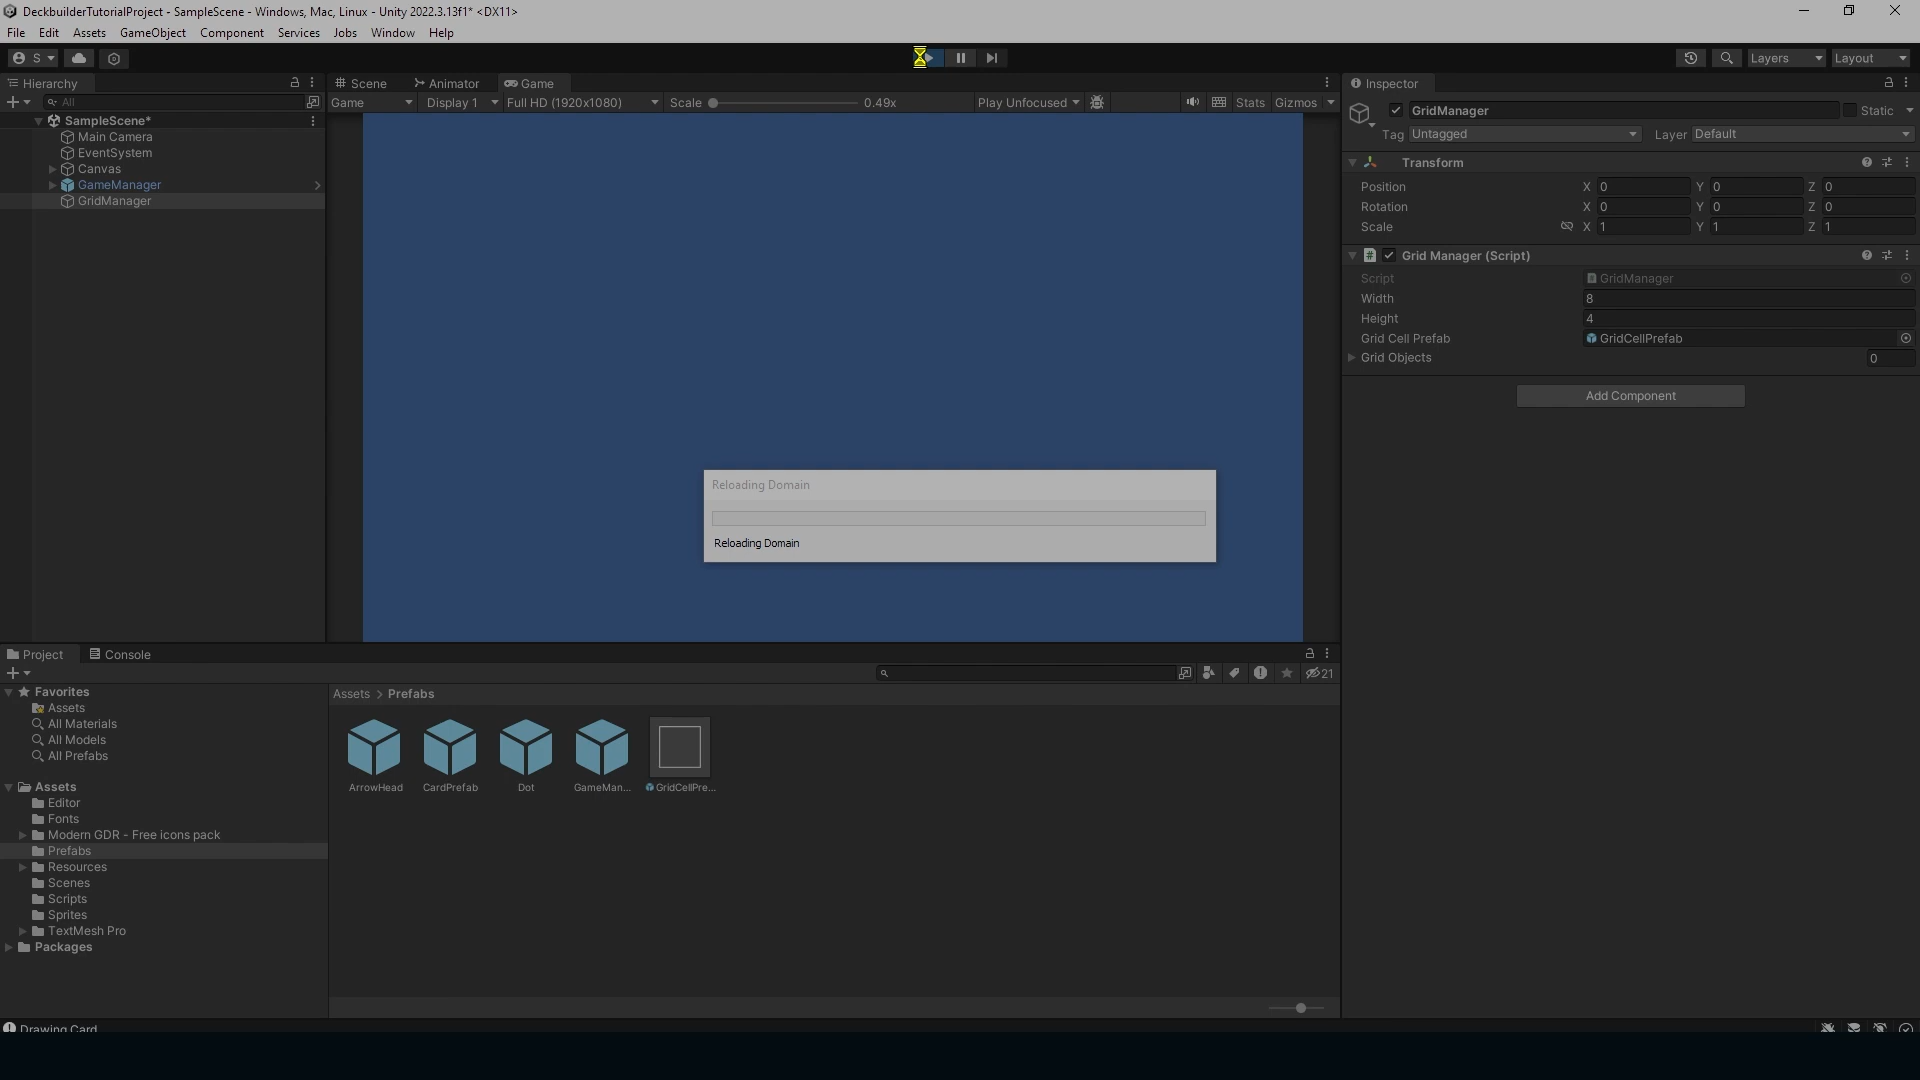 DeckbuilderTutorialProject - SampleScene - Windows, Mac, Linux - Unity 2022.3.13f1* <DX11>
File Edit Assets GameObject Component Services Jobs Window Help
S
Layers Layout
Hierarchy
All
SampleScene*
Main Camera
EventSystem
Canvas
GameManager
GridManager
Scene Animator Game
Game Display 1 Full HD (1920x1080) Scale 0.49x Play Unfocused Stats Gizmos
Reloading Domain
Reloading Domain
Inspector
GridManager Static
Tag Untagged Layer Default
Transform
Position X 0 Y 0 Z 0
Rotation X 0 Y 0 Z 0
Scale X 1 Y 1 Z 1
Grid Manager (Script)
Script GridManager
Width 8
Height 4
Grid Cell Prefab GridCellPrefab
Grid Objects 0
Add Component
Project Console
21
Favorites
Assets
All Materials
All Models
All Prefabs
Assets
Editor
Fonts
Modern GDR - Free icons pack
Prefabs
Resources
Scenes
Scripts
Sprites
TextMesh Pro
Packages
Assets > Prefabs
ArrowHead CardPrefab Dot GameMan... GridCellPre...
Drawing Card